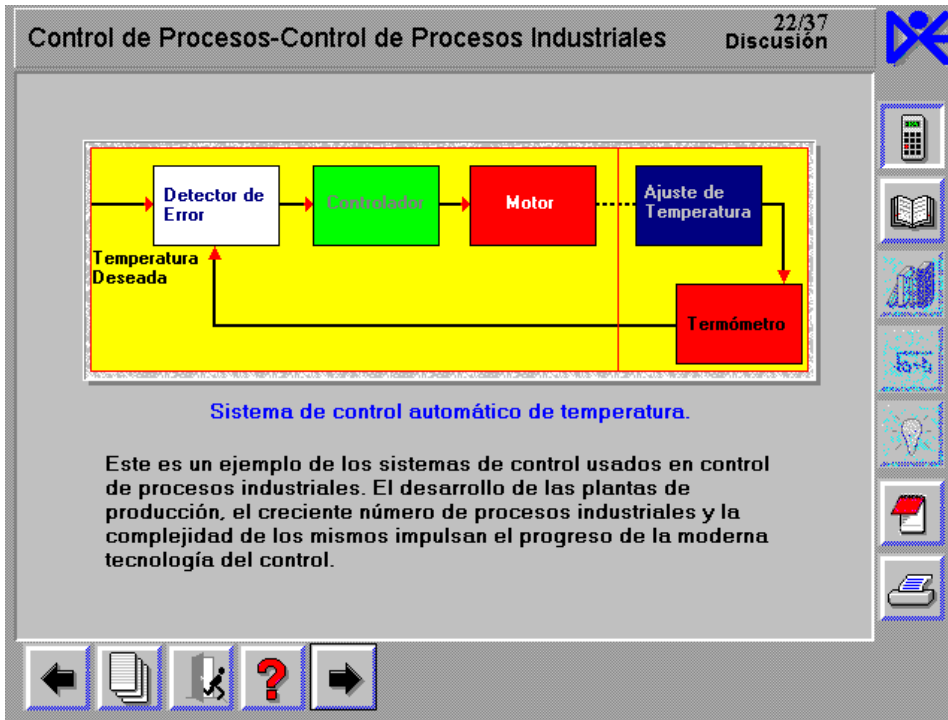 Control de Procesos-Control de Procesos Industriales
22/37
Discusión
Detector de
Error
Controlador
Motor
Ajuste de
Temperatura
Temperatura
Deseada
Termómetro
Sistema de control automático de temperatura.
Este es un ejemplo de los sistemas de control usados en control
de procesos industriales. El desarrollo de las plantas de
producción, el creciente número de procesos industriales y la
complejidad de los mismos impulsan el progreso de la moderna
tecnología del control.